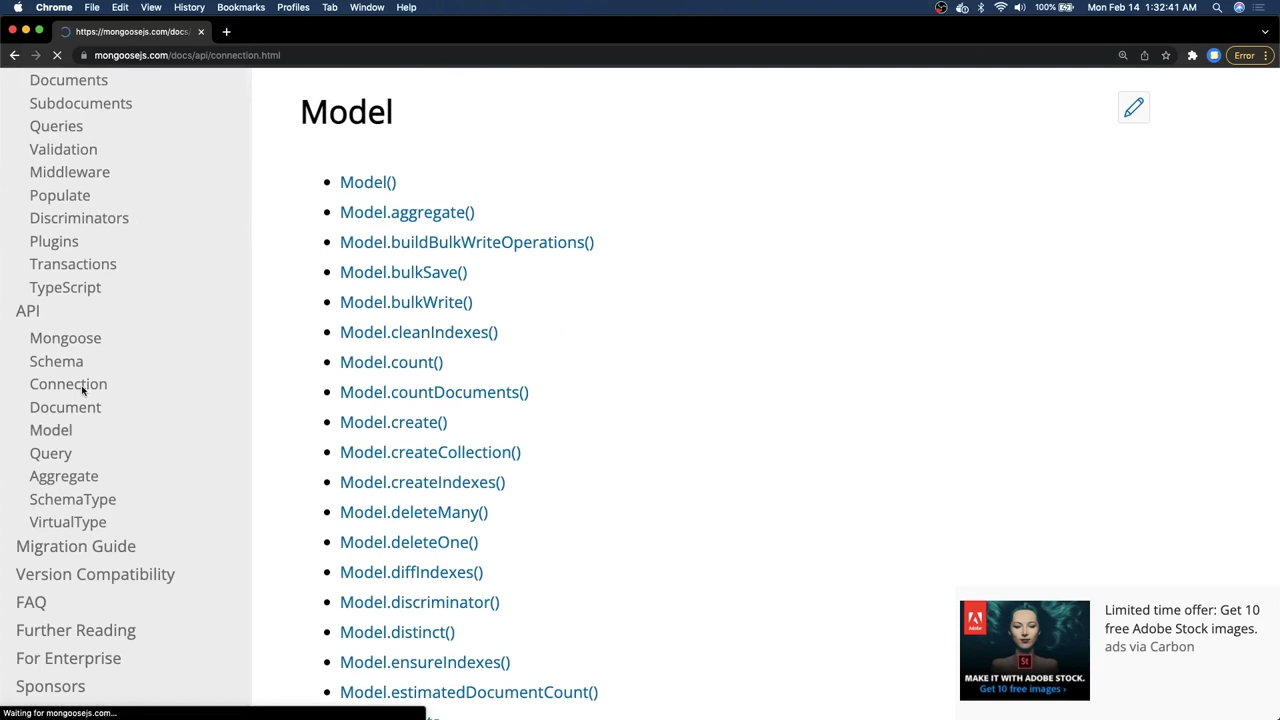 Chrome File Edit View History Bookmarks Profiles Tab Window Help 100% Mon Feb 14 1:32:41 AM
https://mongoosejs.com/docs/
mongoosejs.com/docs/api/connection.html Error
Documents
Subdocuments
Queries
Validation
Middleware
Populate
Discriminators
Plugins
Transactions
TypeScript
API
Mongoose
Schema
Connection
Document
Model
Query
Aggregate
SchemaType
VirtualType
Migration Guide
Version Compatibility
FAQ
Further Reading
For Enterprise
Sponsors
Waiting for mongoosejs.com...
Model
Model()
Model.aggregate()
Model.buildBulkWriteOperations()
Model.bulkSave()
Model.bulkWrite()
Model.cleanIndexes()
Model.count()
Model.countDocuments()
Model.create()
Model.createCollection()
Model.createIndexes()
Model.deleteMany()
Model.deleteOne()
Model.diffIndexes()
Model.discriminator()
Model.distinct()
Model.ensureIndexes()
Model.estimatedDocumentCount()
Adobe
St
MAKE IT WITH ADOBE STOCK.
Get 10 free images ›
Limited time offer: Get 10
free Adobe Stock images.
ads via Carbon